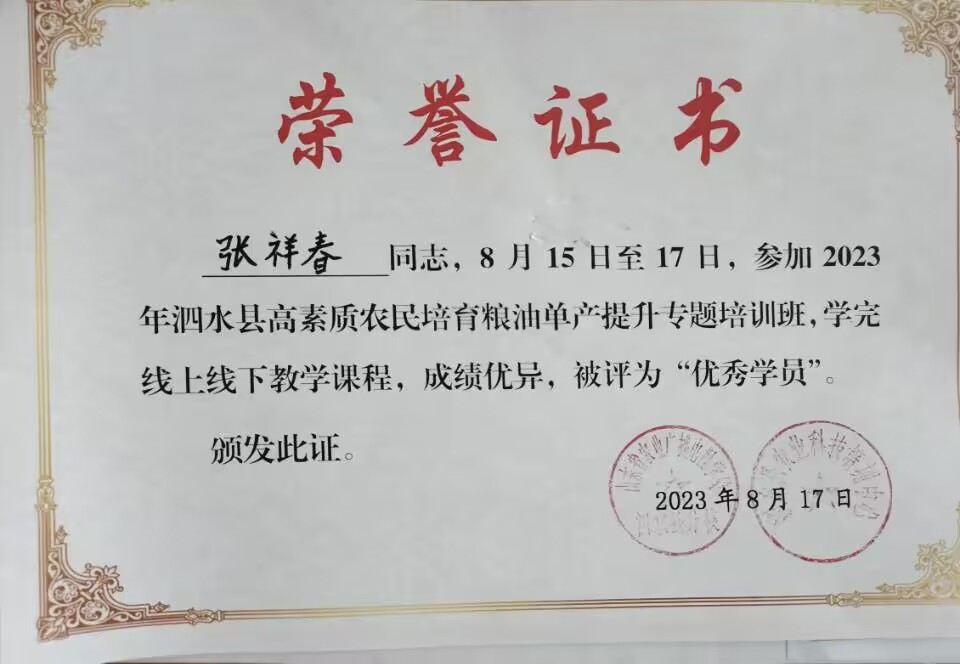 荣誉证书
张祥春 同志，8 月 15 日至 17 日，参加 2023
年泗水县高素质农民培育粮油单产提升专题培训班，学完
线上线下教学课程，成绩优异，被评为“优秀学员”。
颁发此证。
2023 年 8 月 17 日